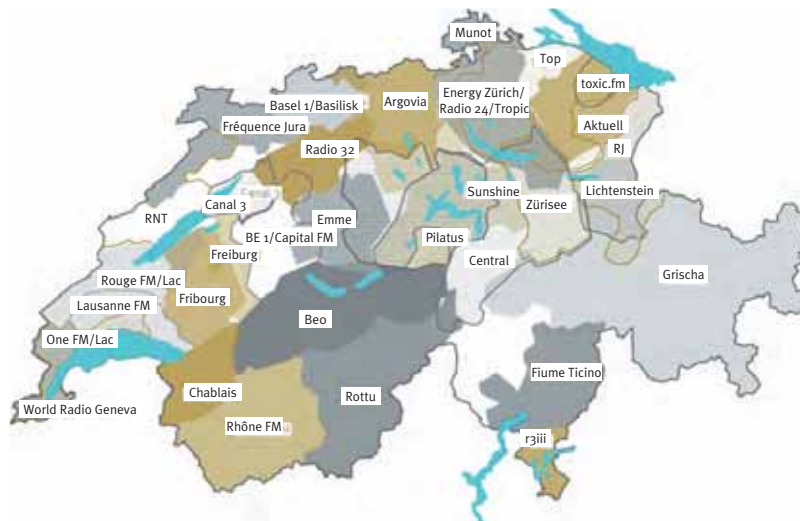 Munot
Top
toxic.fm
Energy Zürich/
Radio 24/Tropic
Argovia
Basel 1/Basilisk
Fréquence Jura
Aktuell
RJ
Radio 32
Lichtenstein
Sunshine
Zürisee
Canal 3
RNT
Emme
BE 1/Capital FM
Pilatus
Freiburg
Central
Grischa
Rouge FM/Lac
Fribourg
Lausanne FM
Beo
One FM/Lac
Fiume Ticino
Chablais
Rottu
World Radio Geneva
Rhône FM
r3iii